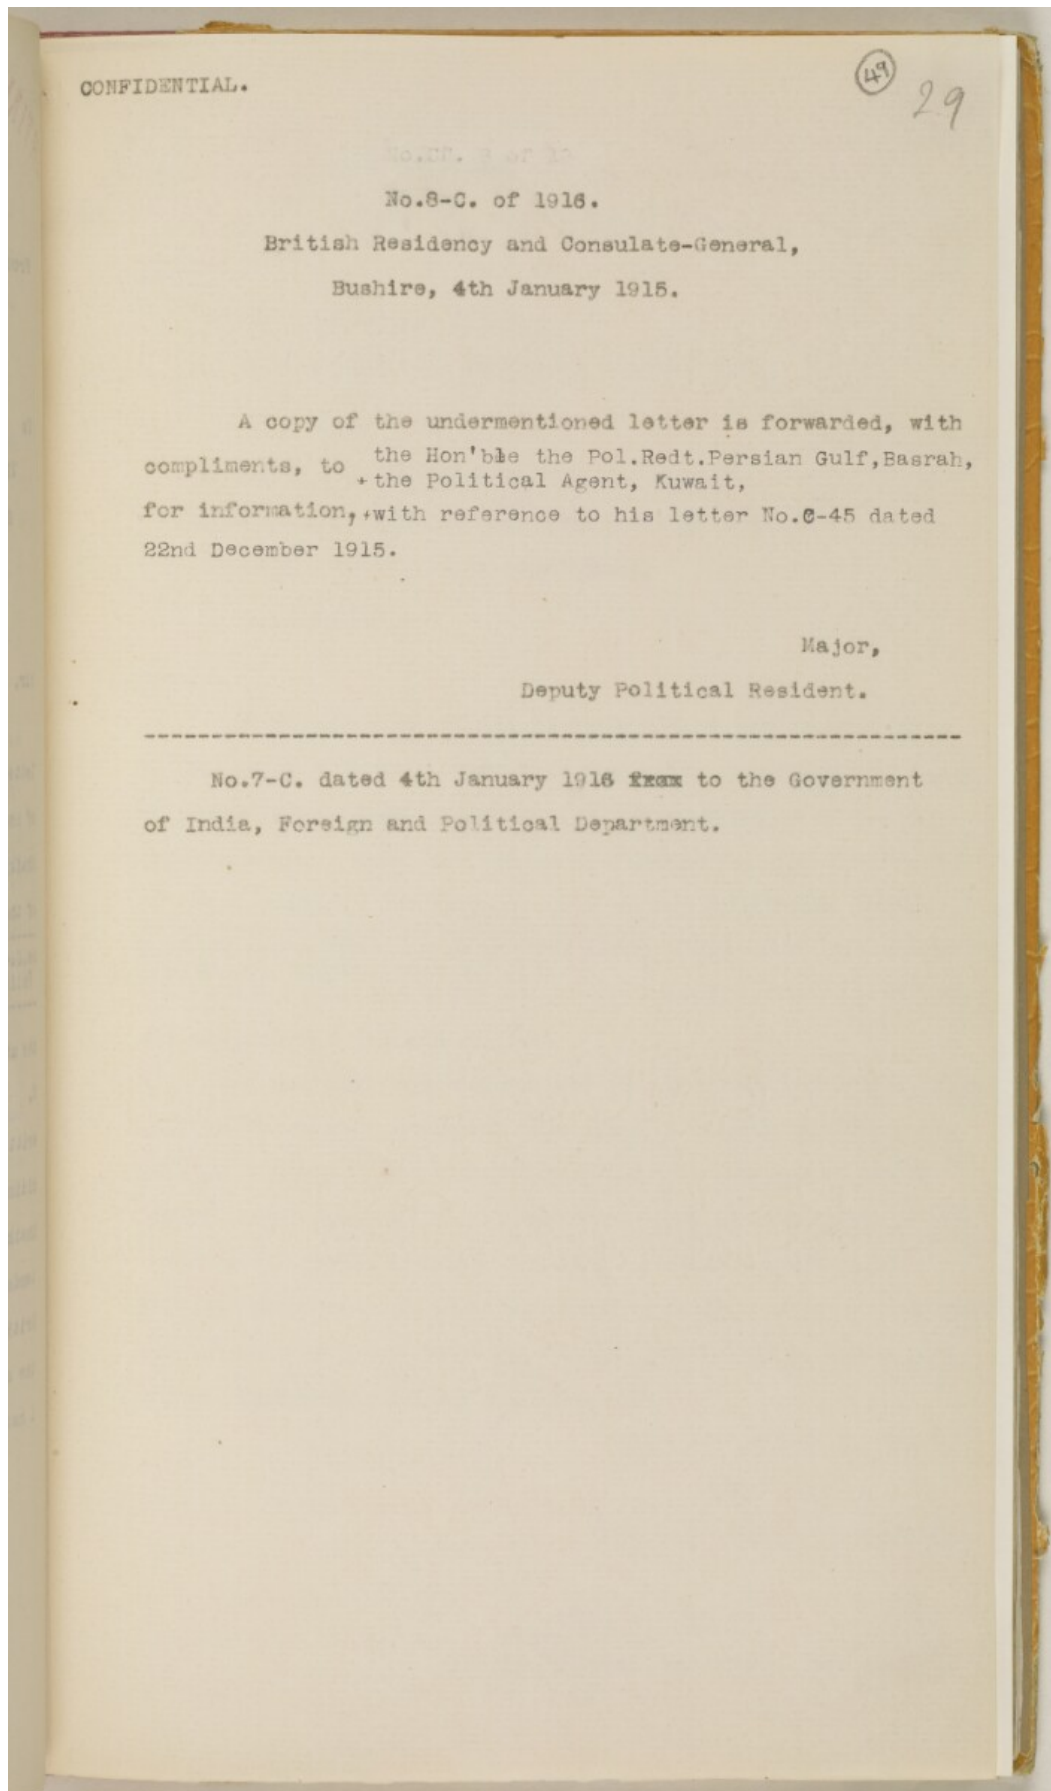 CONFIDENTIAL.
49
29
No.8-C. of 1916.
British Residency and Consulate-General,
Bushire, 4th January 1915.
A copy of the undermentioned letter is forwarded, with
compliments, to the Hon'ble the Pol.Redt.Persian Gulf,Basrah,
+the Political Agent, Kuwait,
for information,+with reference to his letter No.C-45 dated
22nd December 1915.
Major,
Deputy Political Resident.
No.7-C. dated 4th January 1916 to the Government
of India, Foreign and Political Department.